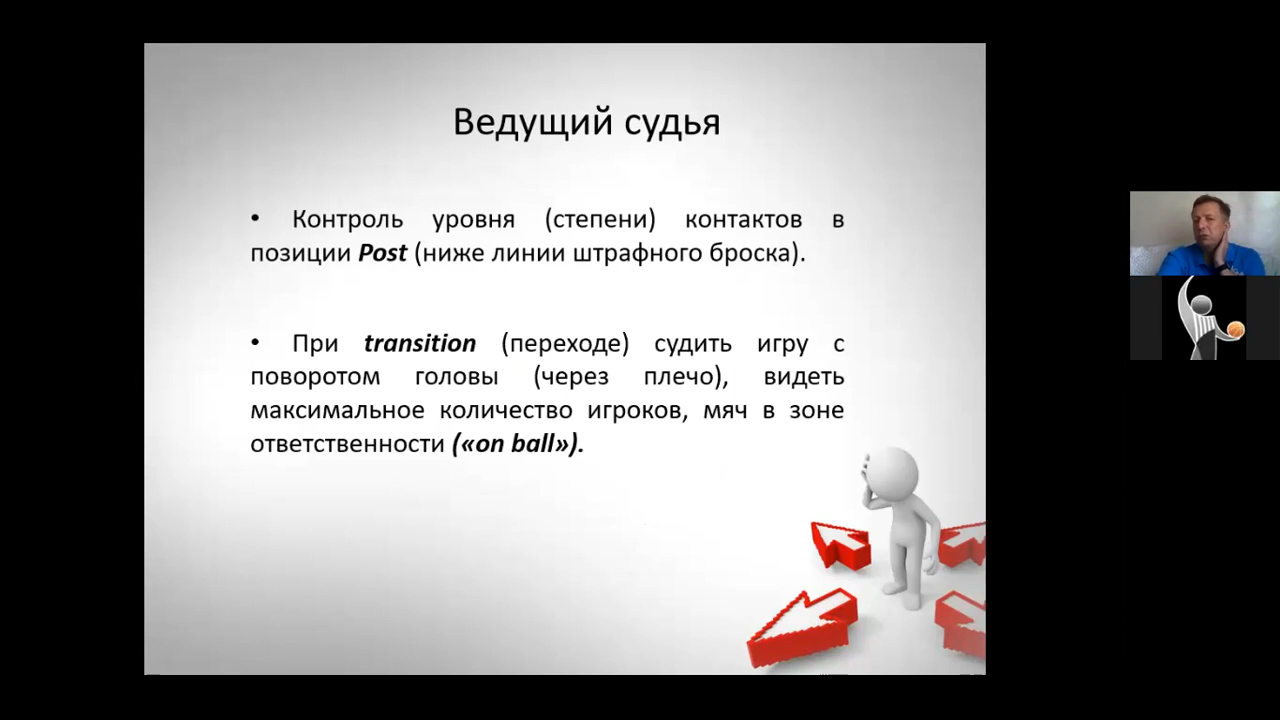 Ведущий судья
• Контроль уровня (степени) контактов в
позиции Post (ниже линии штрафного броска).
• При transition (переходе) судить игру с
поворотом головы (через плечо), видеть
максимальное количество игроков, мяч в зоне
ответственности («on ball»).